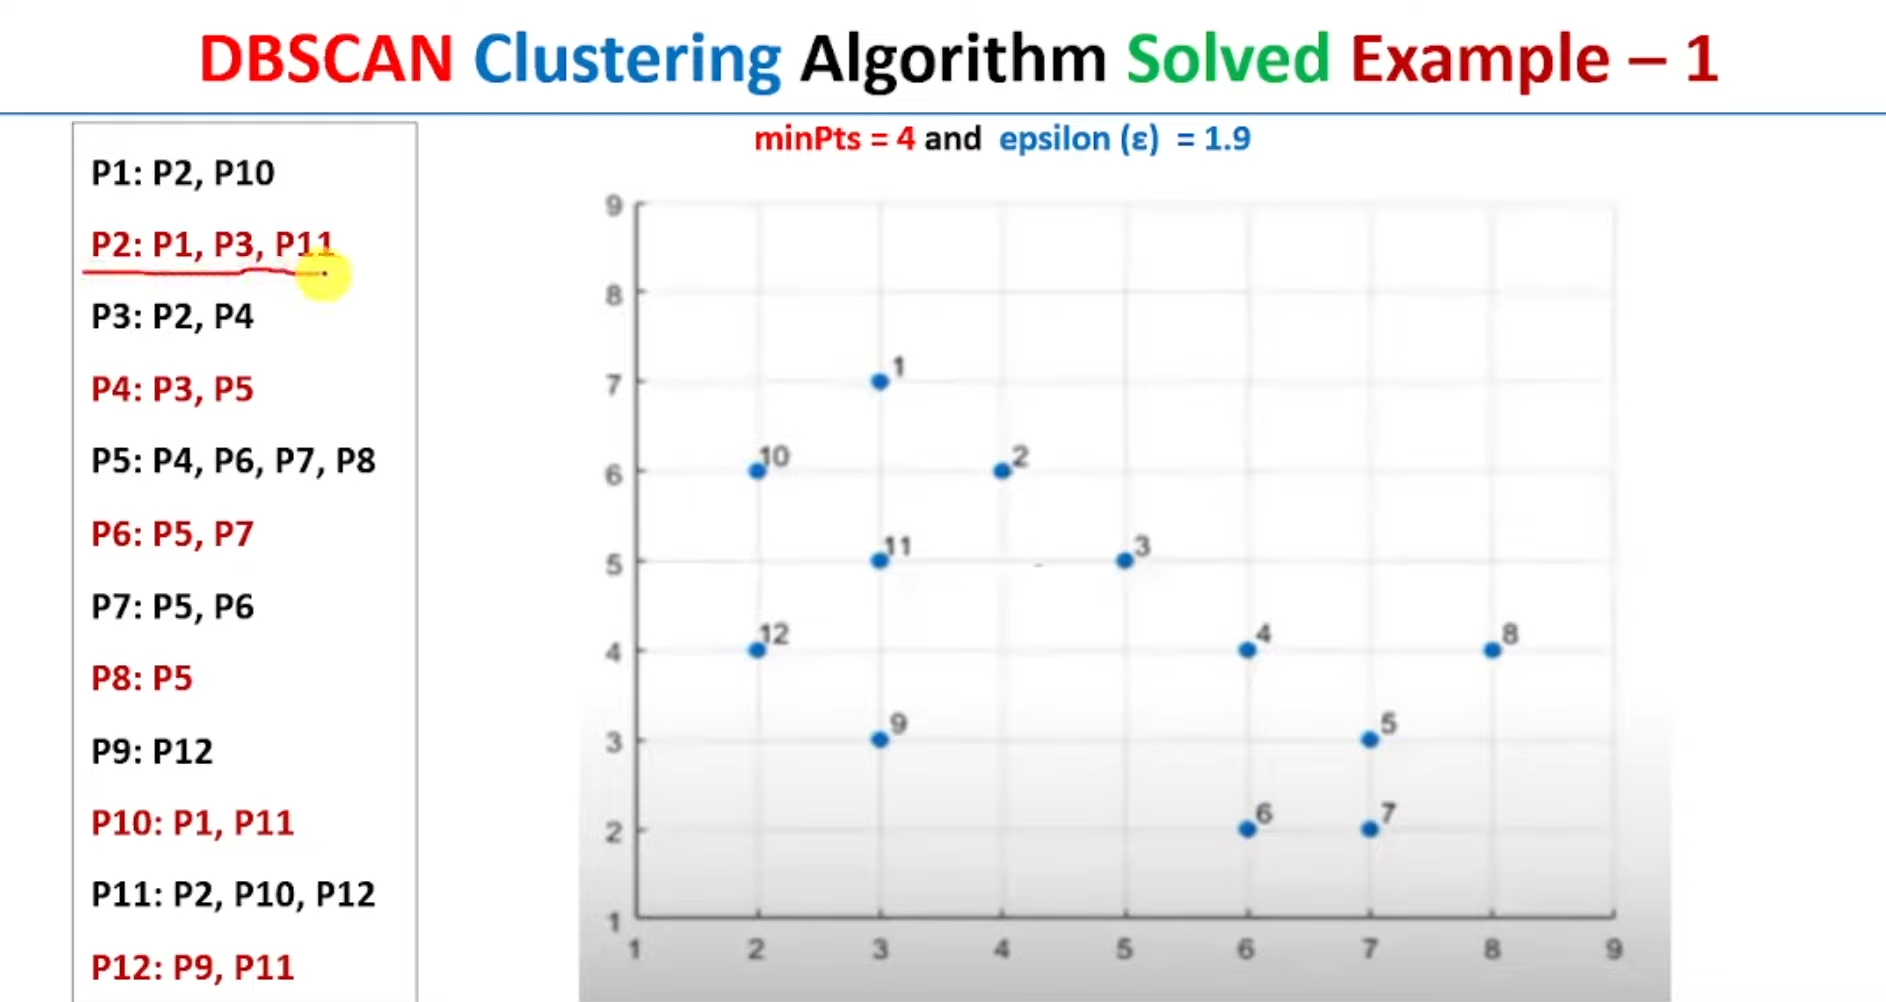 DBSCAN Clustering Algorithm Solved Example – 1
minPts = 4 and epsilon (ε) = 1.9
P1: P2, P10
P2: P1, P3, P11
P3: P2, P4
P4: P3, P5
P5: P4, P6, P7, P8
P6: P5, P7
P7: P5, P6
P8: P5
P9: P12
P10: P1, P11
P11: P2, P10, P12
P12: P9, P11
9
8
7
6
5
4
3
2
1
1
10
2
11
3
12
4
8
9
5
6
7
1 2 3 4 5 6 7 8 9